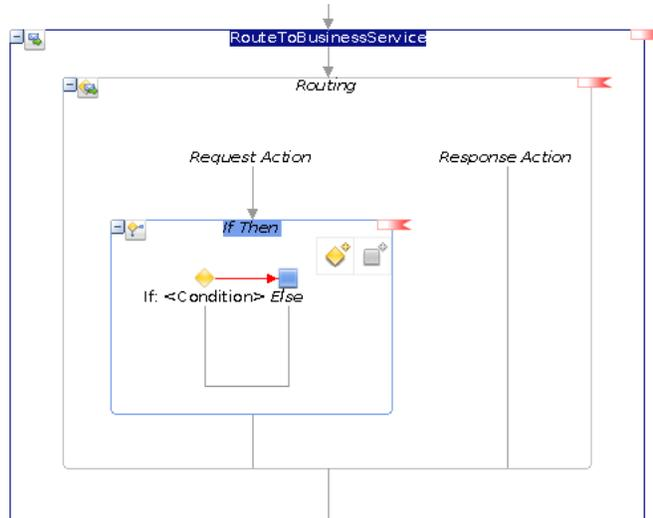 RouteToBusinessService
Routing
Request Action
Response Action
If Then
If: <Condition> Else